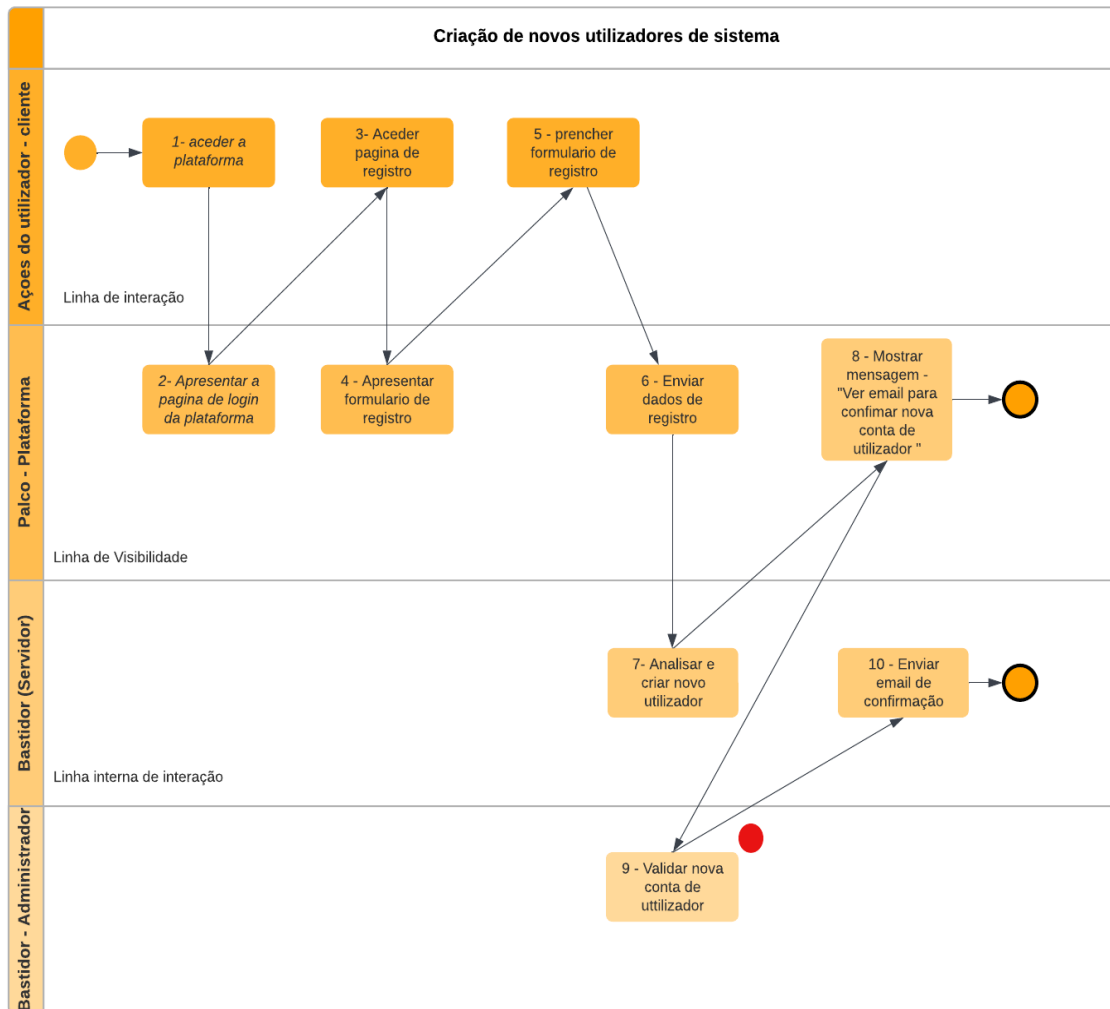 Criação de novos utilizadores de sistema
Açoes do utilizador - cliente
1- aceder a
plataforma
3- Aceder
pagina de
registro
5 - prencher
formulario de
registro
Linha de interação
Palco - Plataforma
2- Apresentar a
pagina de login
da plataforma
4 - Apresentar
formulario de
registro
6 - Enviar
dados de
registro
8 - Mostrar
mensagem -
"Ver email para
confimar nova
conta de
utilizador "
Linha de Visibilidade
Bastidor (Servidor)
7- Analisar e
criar novo
utilizador
10 - Enviar
email de
confirmação
Linha interna de interação
Bastidor - Administrador
9 - Validar nova
conta de
uttilizador